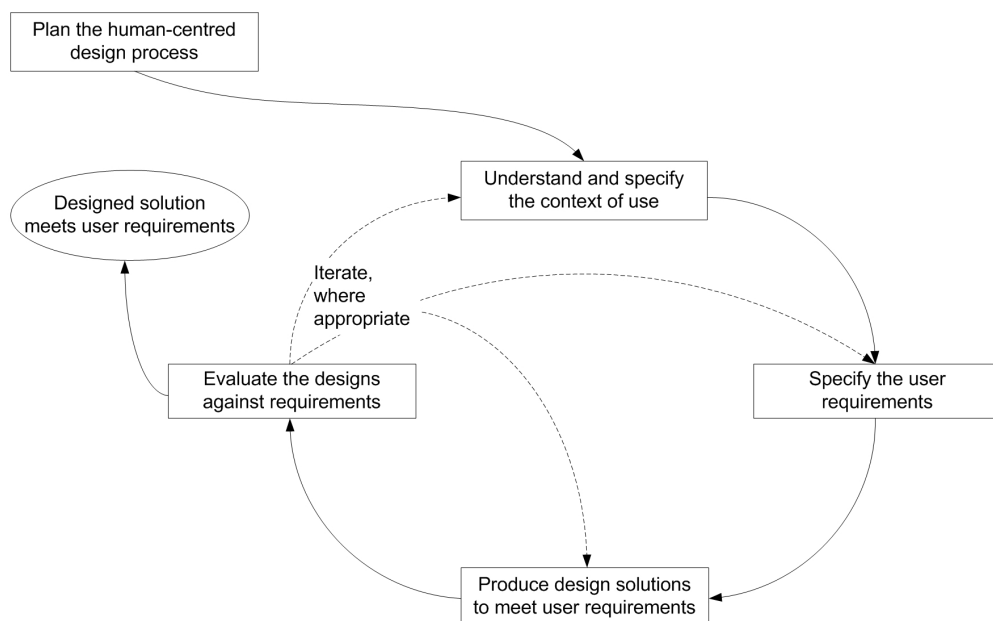 Plan the human-centred
design process
Understand and specify
the context of use
Designed solution
meets user requirements
Iterate,
where
appropriate
Evaluate the designs
against requirements
Specify the user
requirements
Produce design solutions
to meet user requirements